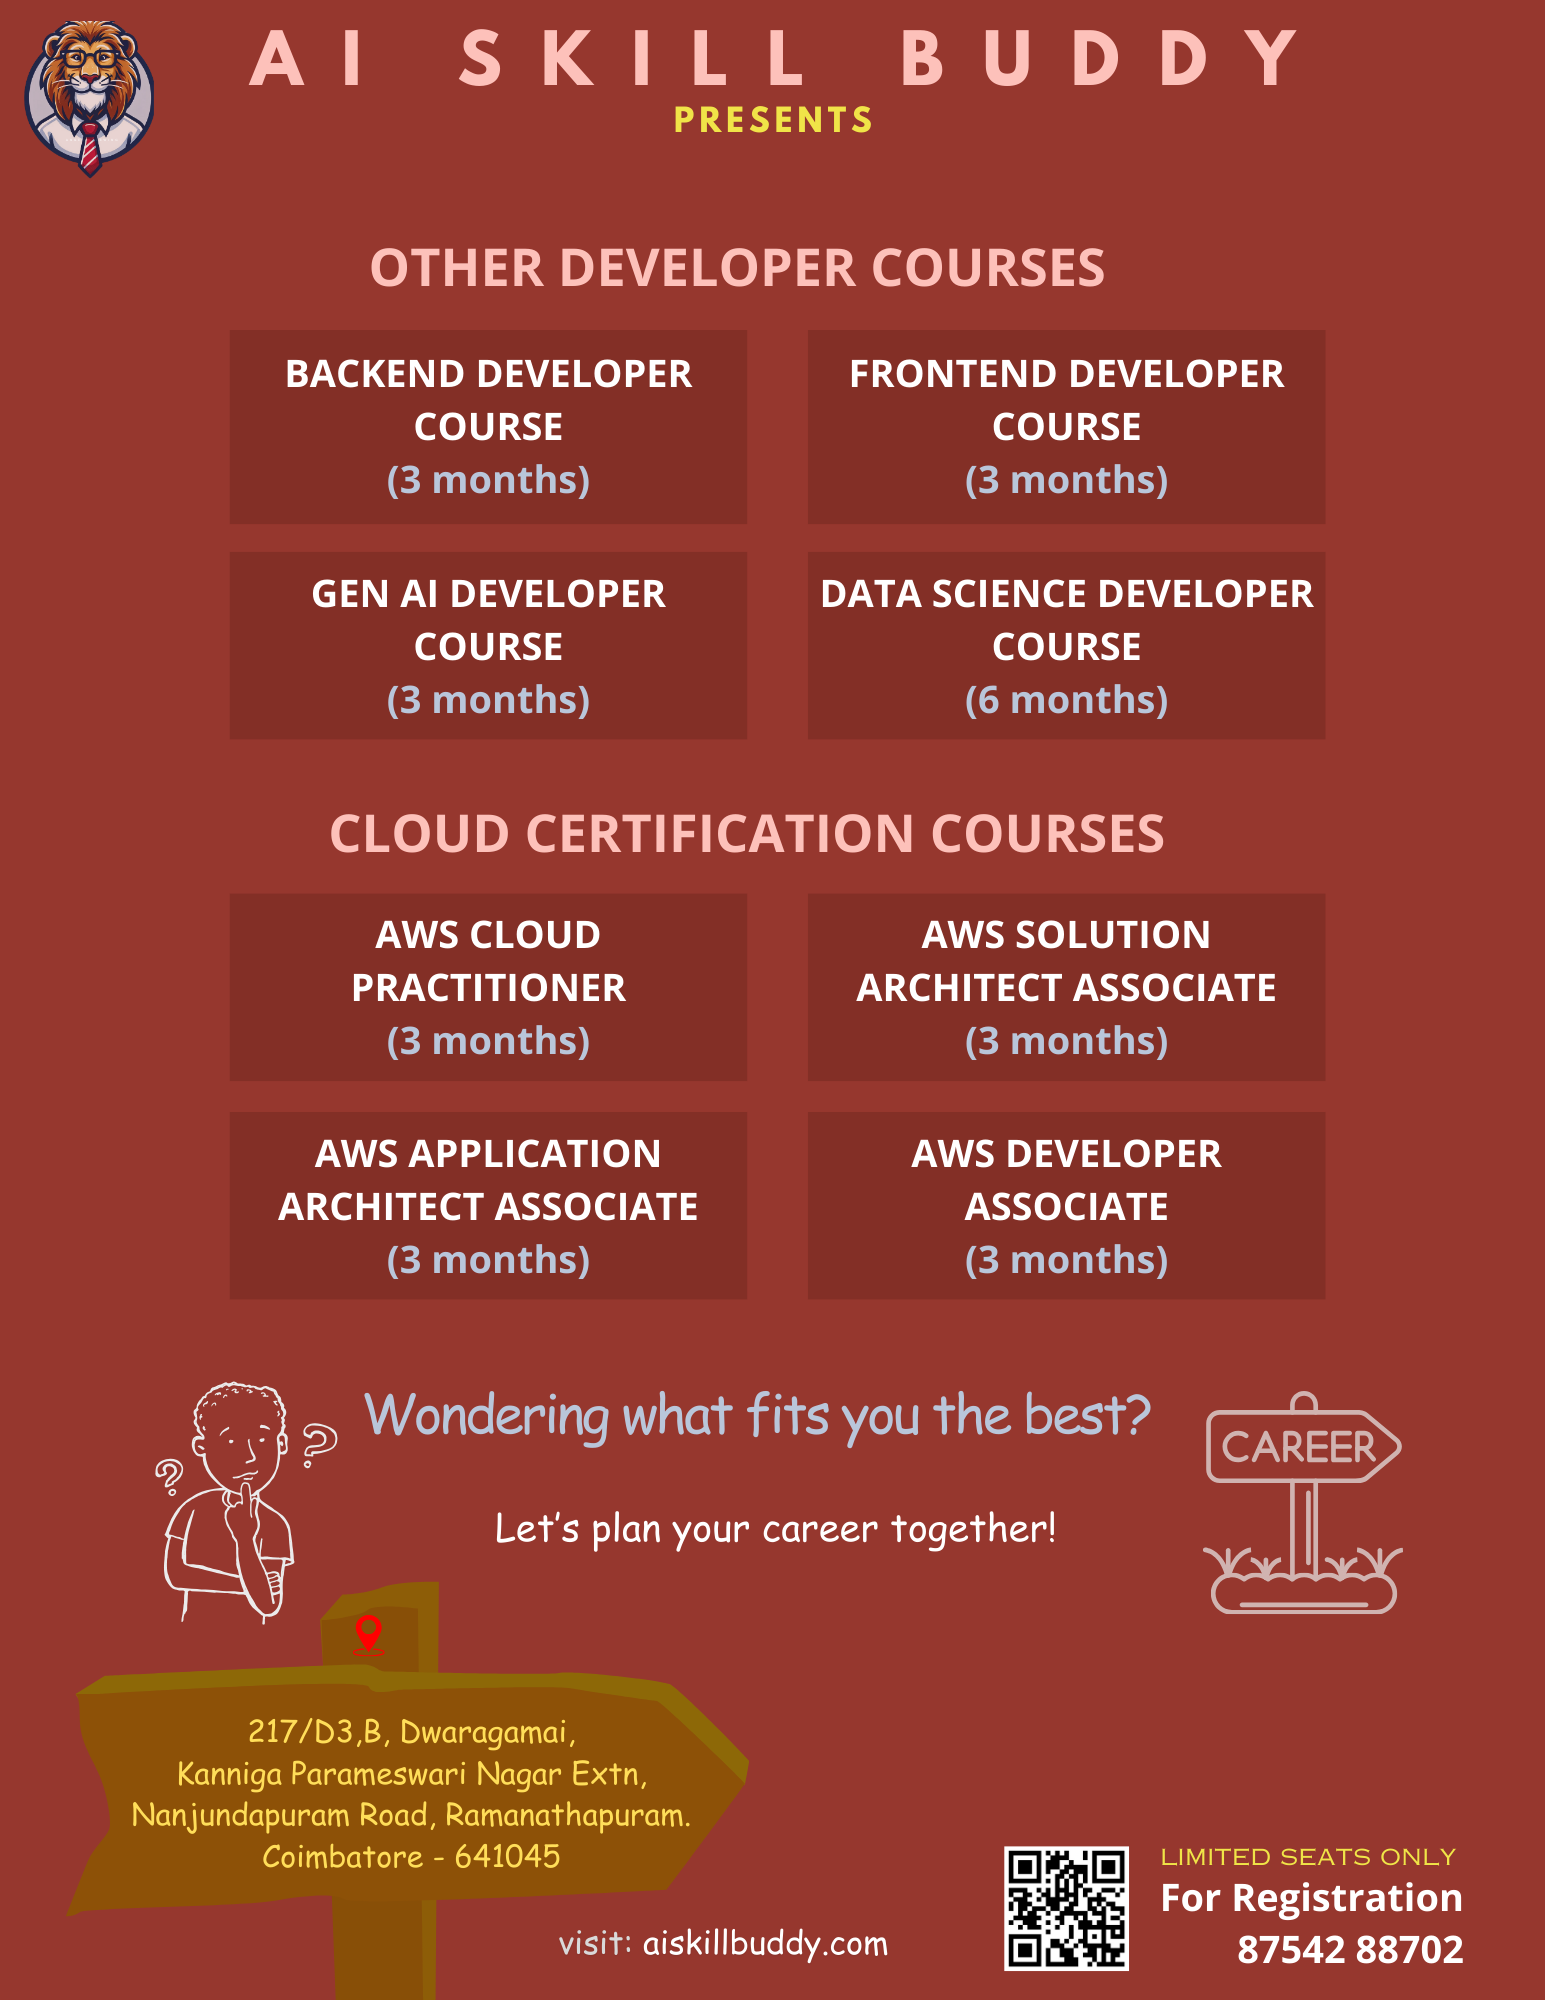 AI SKILL BUDDY
PRESENTS
OTHER DEVELOPER COURSES
BACKEND DEVELOPER
COURSE
(3 months)
FRONTEND DEVELOPER
COURSE
(3 months)
GEN AI DEVELOPER
COURSE
(3 months)
DATA SCIENCE DEVELOPER
COURSE
(6 months)
CLOUD CERTIFICATION COURSES
AWS CLOUD
PRACTITIONER
(3 months)
AWS SOLUTION
ARCHITECT ASSOCIATE
(3 months)
AWS APPLICATION
ARCHITECT ASSOCIATE
(3 months)
AWS DEVELOPER
ASSOCIATE
(3 months)
Wondering what fits you the best?
? ?
CAREER
Let's plan your career together!
217/D3,B, Dwaragamai,
Kanniga Parameswari Nagar Extn,
Nanjundapuram Road, Ramanathapuram.
Coimbatore - 641045
visit: aiskillbuddy.com
LIMITED SEATS ONLY
For Registration
87542 88702